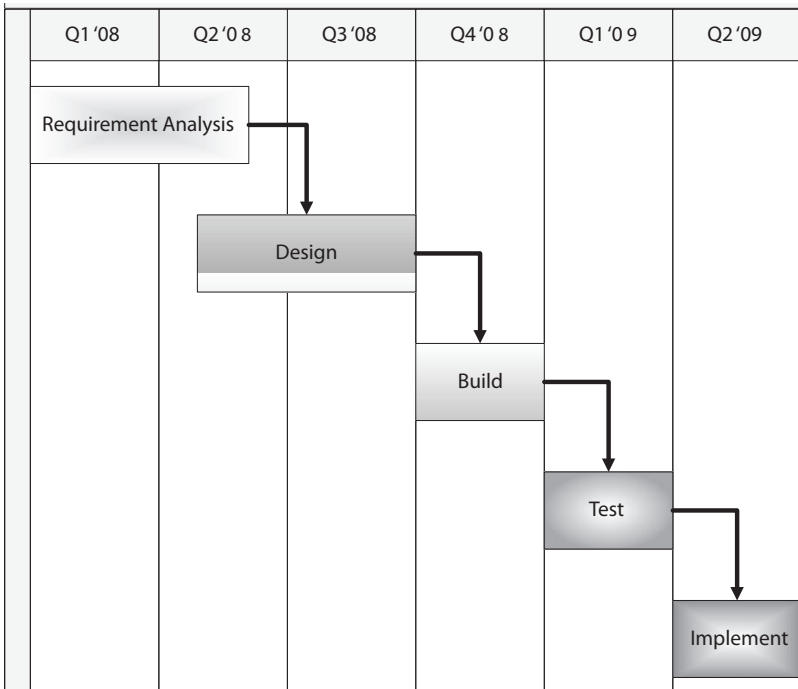 Q1 ‘08 Q2 ‘0 8 Q3 ‘08 Q4 ‘0 8 Q1 ‘0 9 Q2 ‘09
Requirement Analysis
Design
Build
Test
Implement